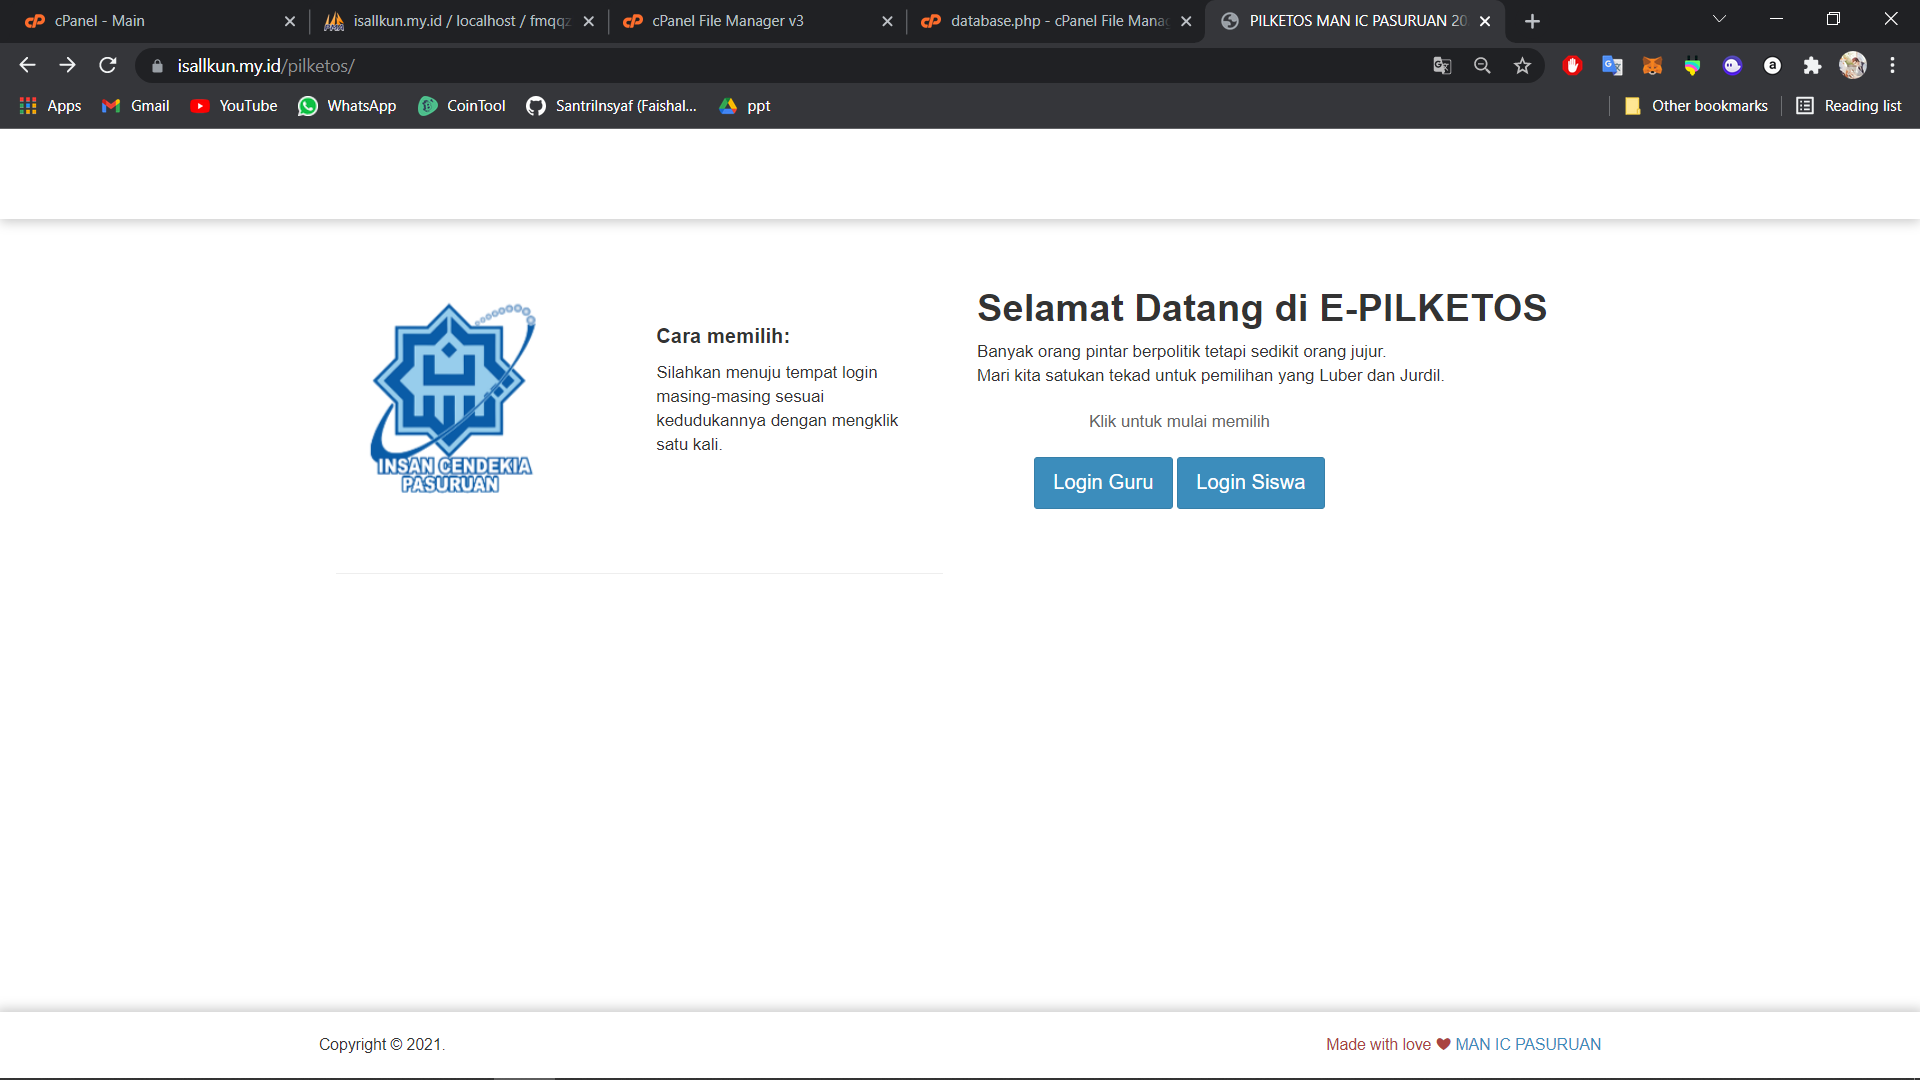 cPanel - Main
isallkun.my.id / localhost / fmqqz
cPanel File Manager v3
database.php - cPanel File Manag
PILKETOS MAN IC PASURUAN 20
isallkun.my.id/pilketos/
Apps
Gmail
YouTube
WhatsApp
CoinTool
SantriInsyaf (Faishal...
ppt
Other bookmarks
Reading list
INSAN CENDEKIA
PASURUAN
Cara memilih:
Silahkan menuju tempat login
masing-masing sesuai
kedudukannya dengan mengklik
satu kali.
Selamat Datang di E-PILKETOS
Banyak orang pintar berpolitik tetapi sedikit orang jujur.
Mari kita satukan tekad untuk pemilihan yang Luber dan Jurdil.
Klik untuk mulai memilih
Login Guru
Login Siswa
Copyright © 2021.
Made with love ❤ MAN IC PASURUAN